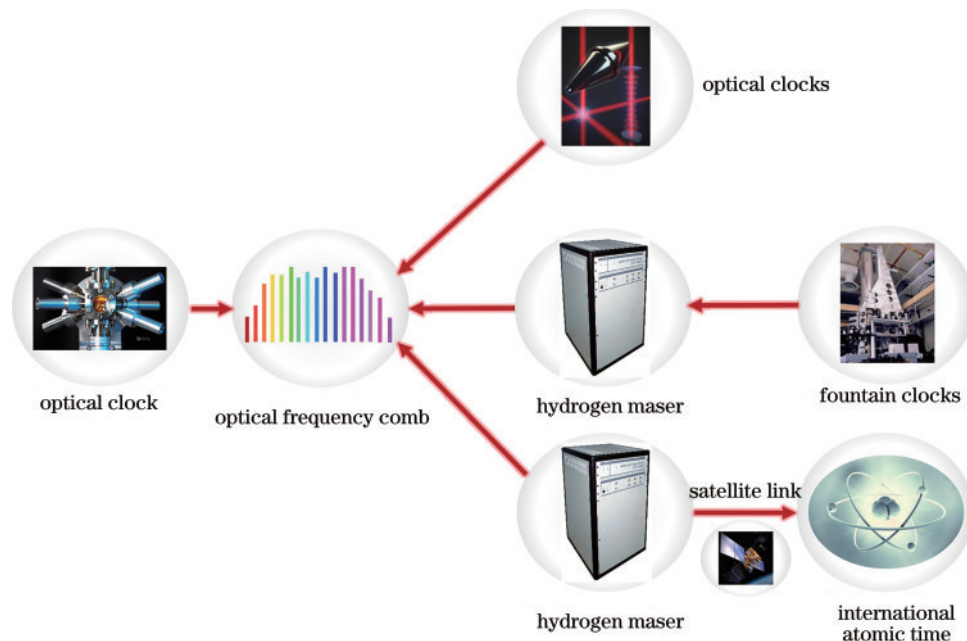 optical clocks
optical clock
optical frequency comb
hydrogen maser
fountain clocks
satellite link
hydrogen maser
international
atomic time